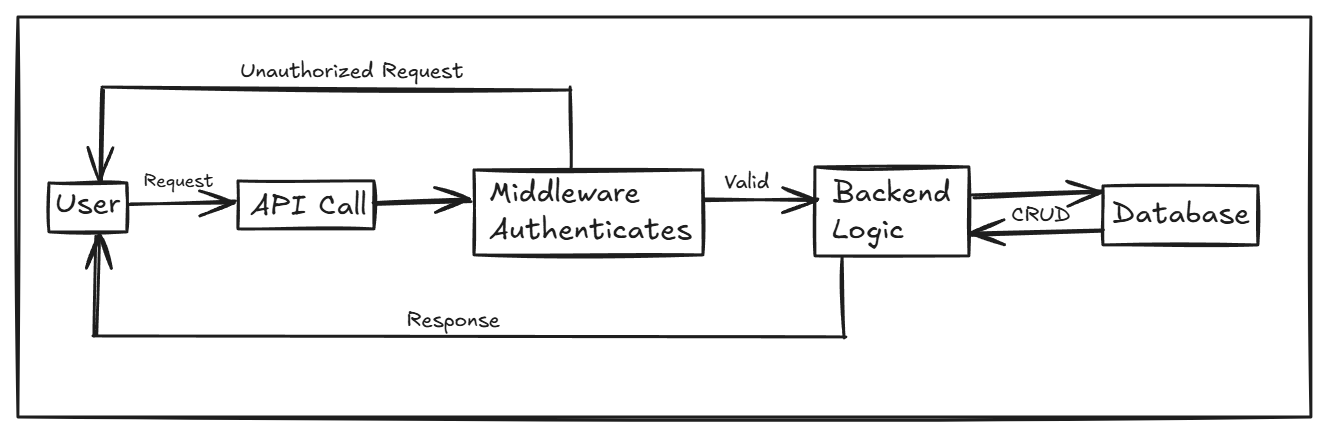 Unauthorized Request
User
Request
API Call
Middleware
Authenticates
Valid
Backend
Logic
CRUD
Database
Response